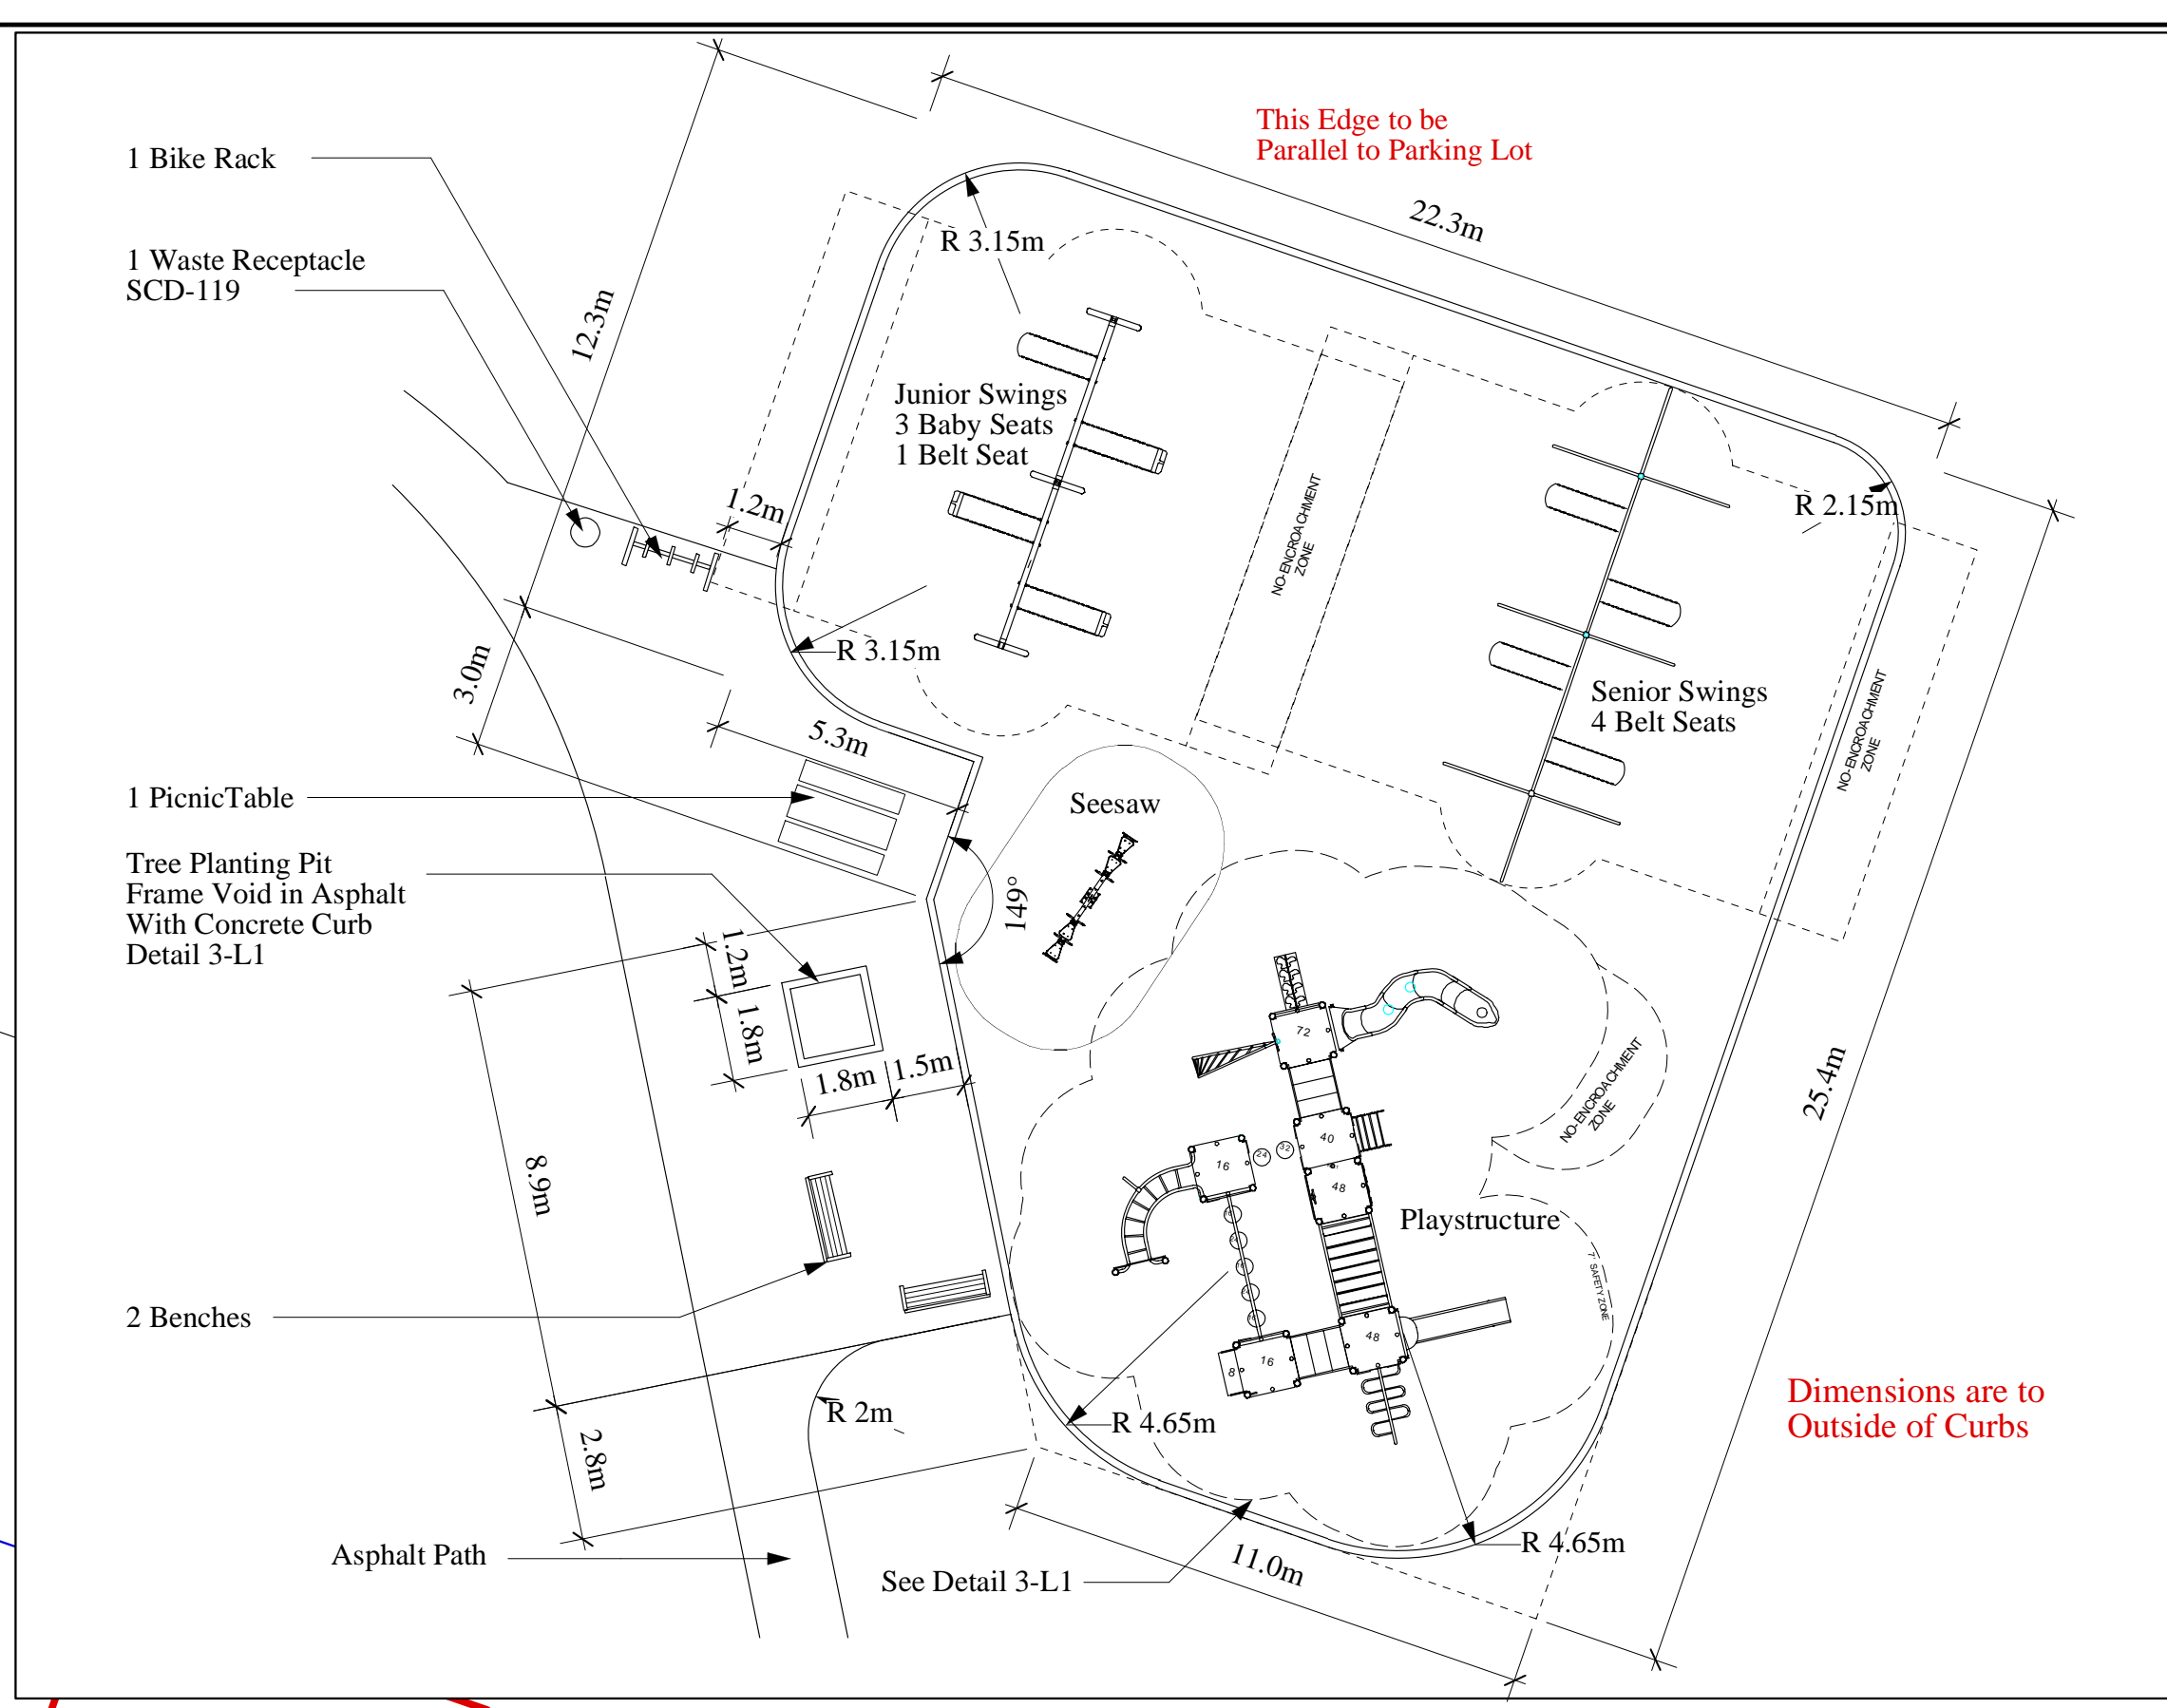 This Edge to be
Parallel to Parking Lot
1 Bike Rack
22.3m
R 3.15m
1 Waste Receptacle
SCD-119
12.3m
Junior Swings
3 Baby Seats
1 Belt Seat
1.2m
R 2.15m
NO-ENCROACHMENT
ZONE
R 3.15m
3.0m
Senior Swings
4 Belt Seats
NO-ENCROACHMENT
ZONE
5.3m
1 PicnicTable
Seesaw
Tree Planting Pit
Frame Void in Asphalt
With Concrete Curb
Detail 3-L1
149°
1.2m
1.8m
1.8m
1.5m
72
NO-ENCROACHMENT
ZONE
25.4m
40
24
32
16
48
8.9m
Playstructure
7' SAFETY ZONE
2 Benches
48
16
8
Dimensions are to
Outside of Curbs
R 2m
R 4.65m
2.8m
R 4.65m
Asphalt Path
11.0m
See Detail 3-L1